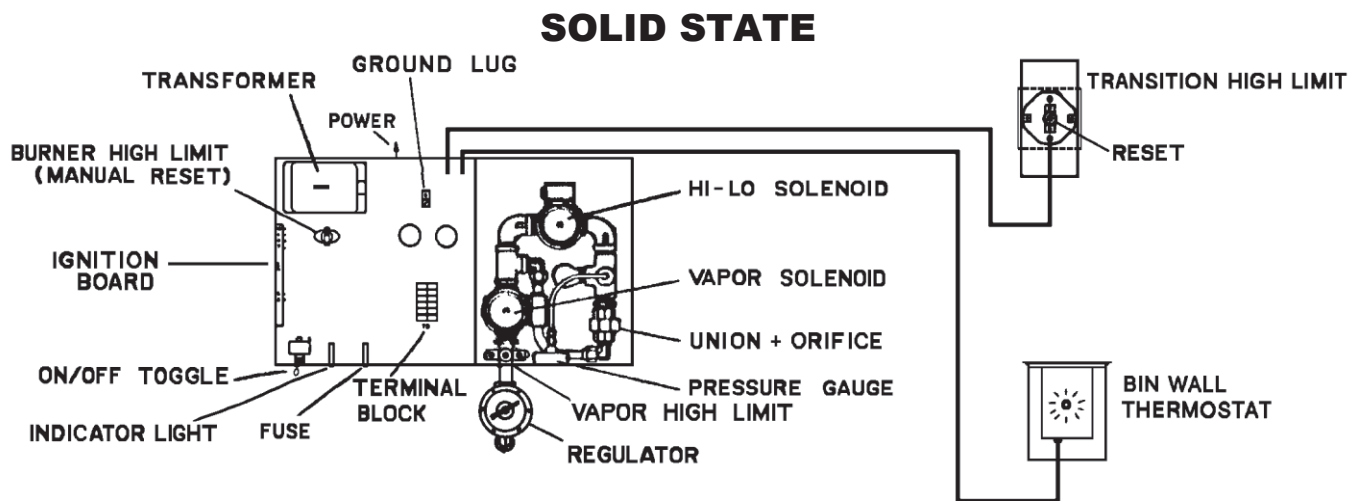 SOLID STATE
TRANSFORMER
GROUND LUG
POWER
BURNER HIGH LIMIT
(MANUAL RESET)
IGNITION
BOARD
ON/OFF TOGGLE
INDICATOR LIGHT
FUSE
TERMINAL
BLOCK
HI-LO SOLENOID
VAPOR SOLENOID
UNION + ORIFICE
PRESSURE GAUGE
VAPOR HIGH LIMIT
REGULATOR
TRANSITION HIGH LIMIT
RESET
BIN WALL
THERMOSTAT